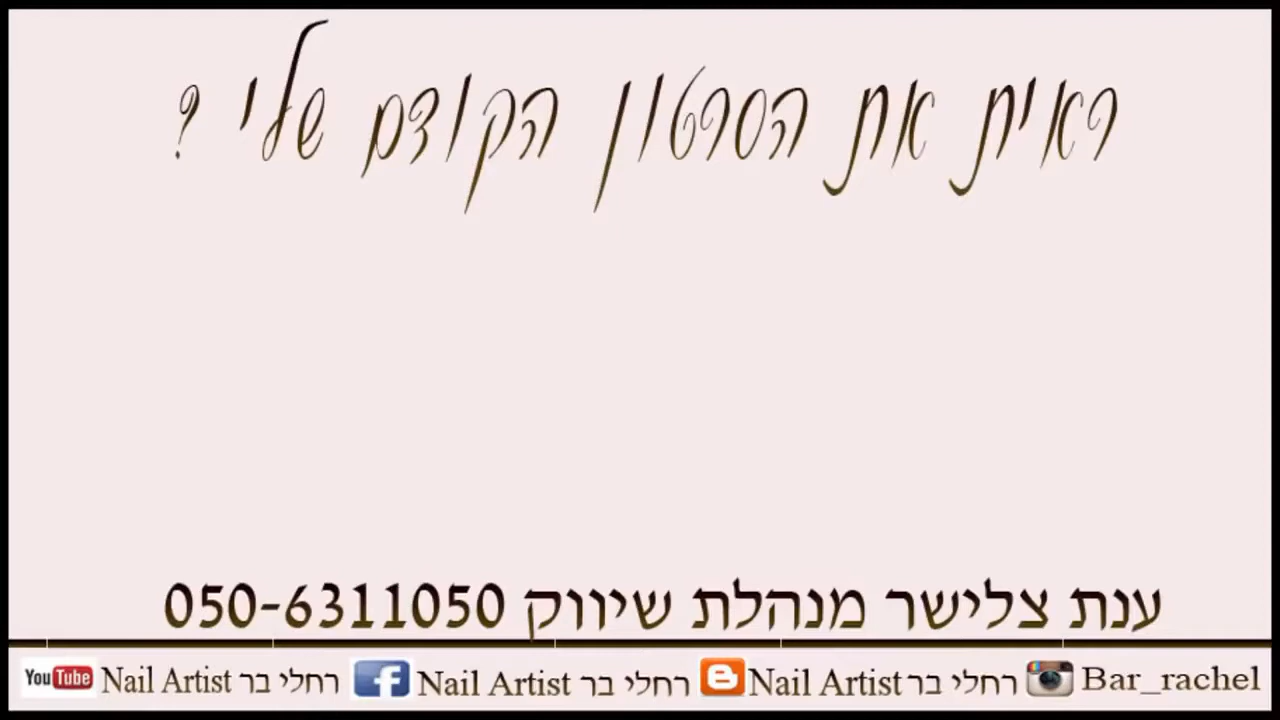 ראית את הסרטון הקודם שלי ?
ענת צלישר מנהלת שיווק 050-6311050
YouTube Nail Artist רחלי בר f Nail Artist רחלי בר Nail Artist רחלי בר Bar_rachel